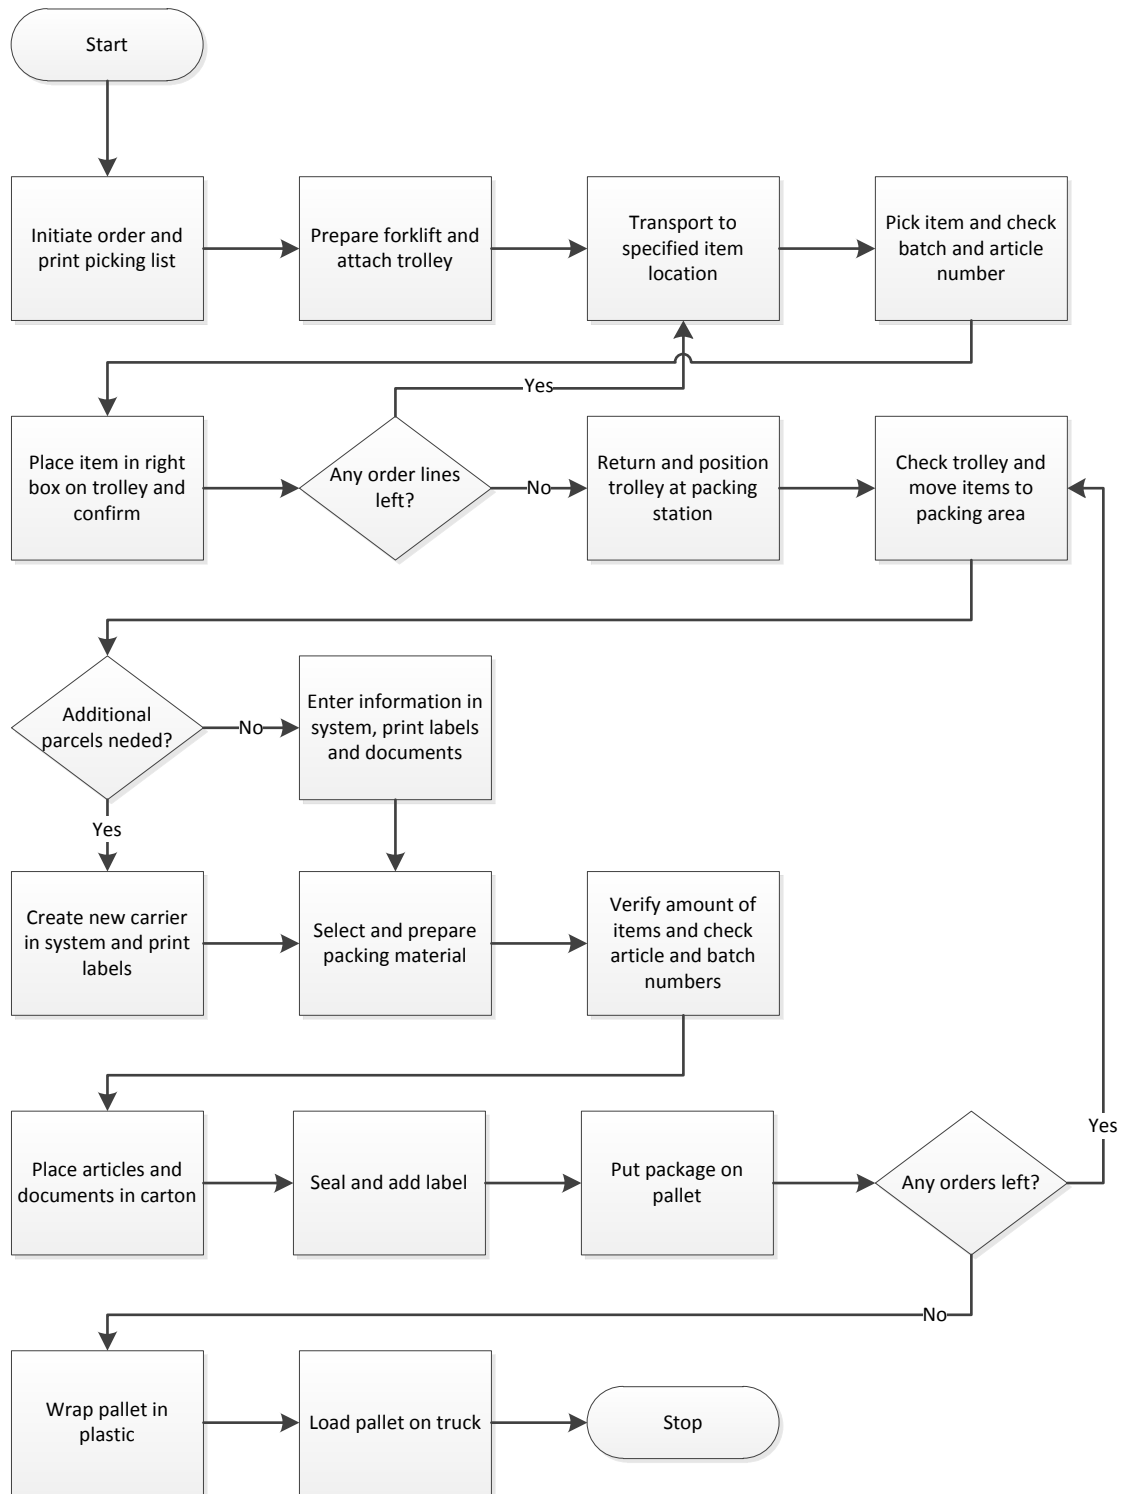 Start
Initiate order and
print picking list
Prepare forklift and
attach trolley
Transport to
specified item
location
Pick item and check
batch and article
number
Yes
Place item in right
box on trolley and
confirm
Any order lines
left?
No
Return and position
trolley at packing
station
Check trolley and
move items to
packing area
Additional
parcels neded?
No
Enter information in
system, print labels
and documents
Yes
Create new carrier
in system and print
labels
Select and prepare
packing material
Verify amount of
items and check
article and batch
numbers
Place articles and
documents in carton
Seal and add label
Put package on
pallet
Any orders left?
Yes
No
Wrap pallet in
plastic
Load pallet on truck
Stop